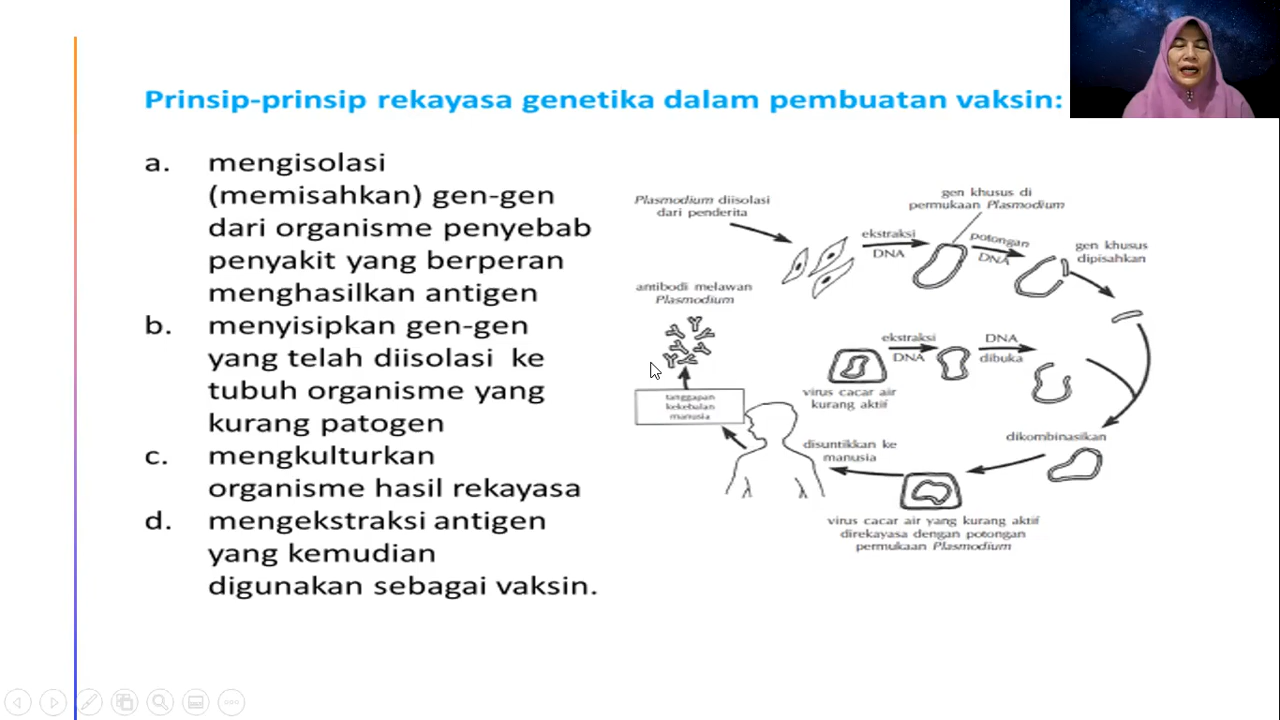 Prinsip-prinsip rekayasa genetika dalam pembuatan vaksin:
a. mengisolasi
(memisahkan) gen-gen
dari organisme penyebab
penyakit yang berperan
menghasilkan antigen
b. menyisipkan gen-gen
yang telah diisolasi ke
tubuh organisme yang
kurang patogen
c. mengkulturkan
organisme hasil rekayasa
d. mengekstraksi antigen
yang kemudian
digunakan sebagai vaksin.
Plasmodium diisolasi
dari penderita
ekstraksi
DNA
gen khusus di
permukaan Plasmodium
potongan
DNA
gen khusus
dipisahkan
antibodi melawan
Plasmodium
tanggapan
kekebalan
manusia
virus cacar air
kurang aktif
ekstraksi
DNA
DNA
dibuka
dikombinasikan
disuntikkan ke
manusia
virus cacar air yang kurang aktif
direkayasa dengan potongan
permukaan Plasmodium